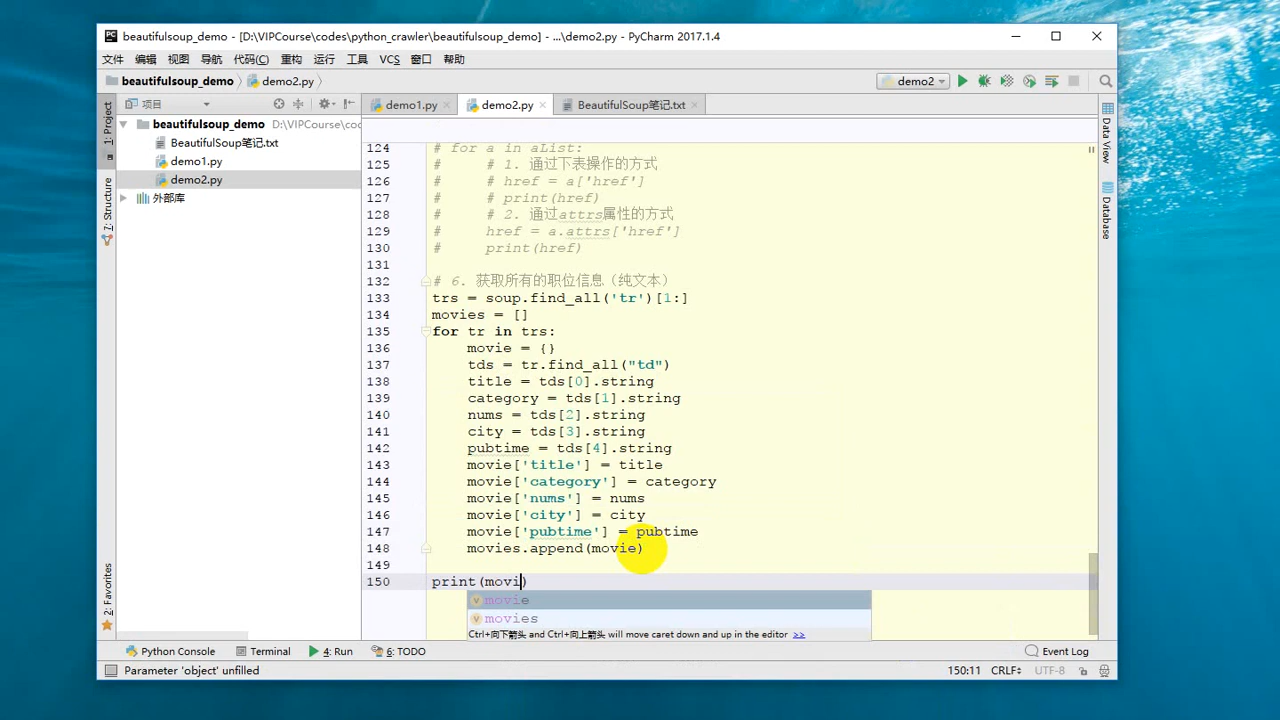 beautifulsoup_demo - [D:\VIPCourse\codes\python_crawler\beautifulsoup_demo] - ...\demo2.py - PyCharm 2017.1.4
文件 编辑 视图 导航 代码(C) 重构 运行 工具 VCS 窗口 帮助
beautifulsoup_demo demo2.py demo2
项目 demo1.py demo2.py BeautifulSoup笔记.txt
1: Project
7: Structure
2: Favorites
beautifulsoup_demo D:\VIPCourse\coc
BeautifulSoup笔记.txt
demo1.py
demo2.py
外部库
124 # for a in aList:
125 # # 1. 通过下表操作的方式
126 # # href = a['href']
127 # # print(href)
128 # # 2. 通过attrs属性的方式
129 # href = a.attrs['href']
130 # print(href)
131
132 # 6. 获取所有的职位信息（纯文本）
133 trs = soup.find_all('tr')[1:]
134 movies = []
135 for tr in trs:
136 movie = {}
137 tds = tr.find_all("td")
138 title = tds[0].string
139 category = tds[1].string
140 nums = tds[2].string
141 city = tds[3].string
142 pubtime = tds[4].string
143 movie['title'] = title
144 movie['category'] = category
145 movie['nums'] = nums
146 movie['city'] = city
147 movie['pubtime'] = pubtime
148 movies.append(movie)
149
150 print(movi)
movie
movies
Ctrl+向下箭头 and Ctrl+向上箭头 will move caret down and up in the editor >>
Data View
Database
Python Console Terminal 4: Run 6: TODO Event Log
Parameter 'object' unfilled 150:11 CRLF UTF-8